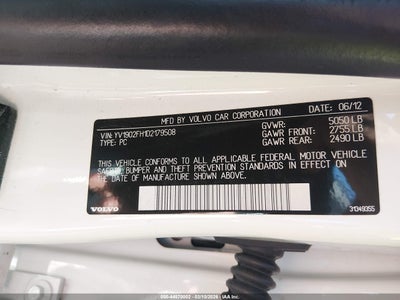 MFD BY VOLVO CAR CORPORATION DATE: 06/12
VIN: YV1902FH1D2179508 GVWR: 5050 LB
TYPE: PC GAWR FRONT: 2755 LB
GAWR REAR: 2490 LB
THIS VEHICLE CONFORMS TO ALL APPLICABLE FEDERAL MOTOR VEHICLE
SAFETY, BUMPER AND THEFT PREVENTION STANDARDS IN EFFECT ON
THE DATE OF MANUFACTURE SHOWN ABOVE.
VOLVO
31349355